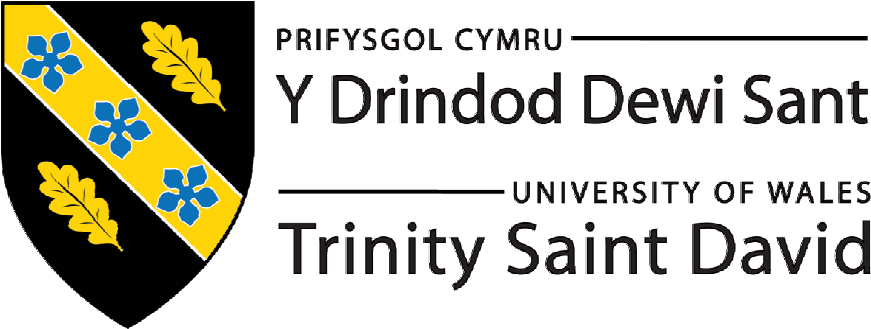 PRIFYSGOL CYMRU
Y Drindod Dewi Sant
UNIVERSITY OF WALES
Trinity Saint David